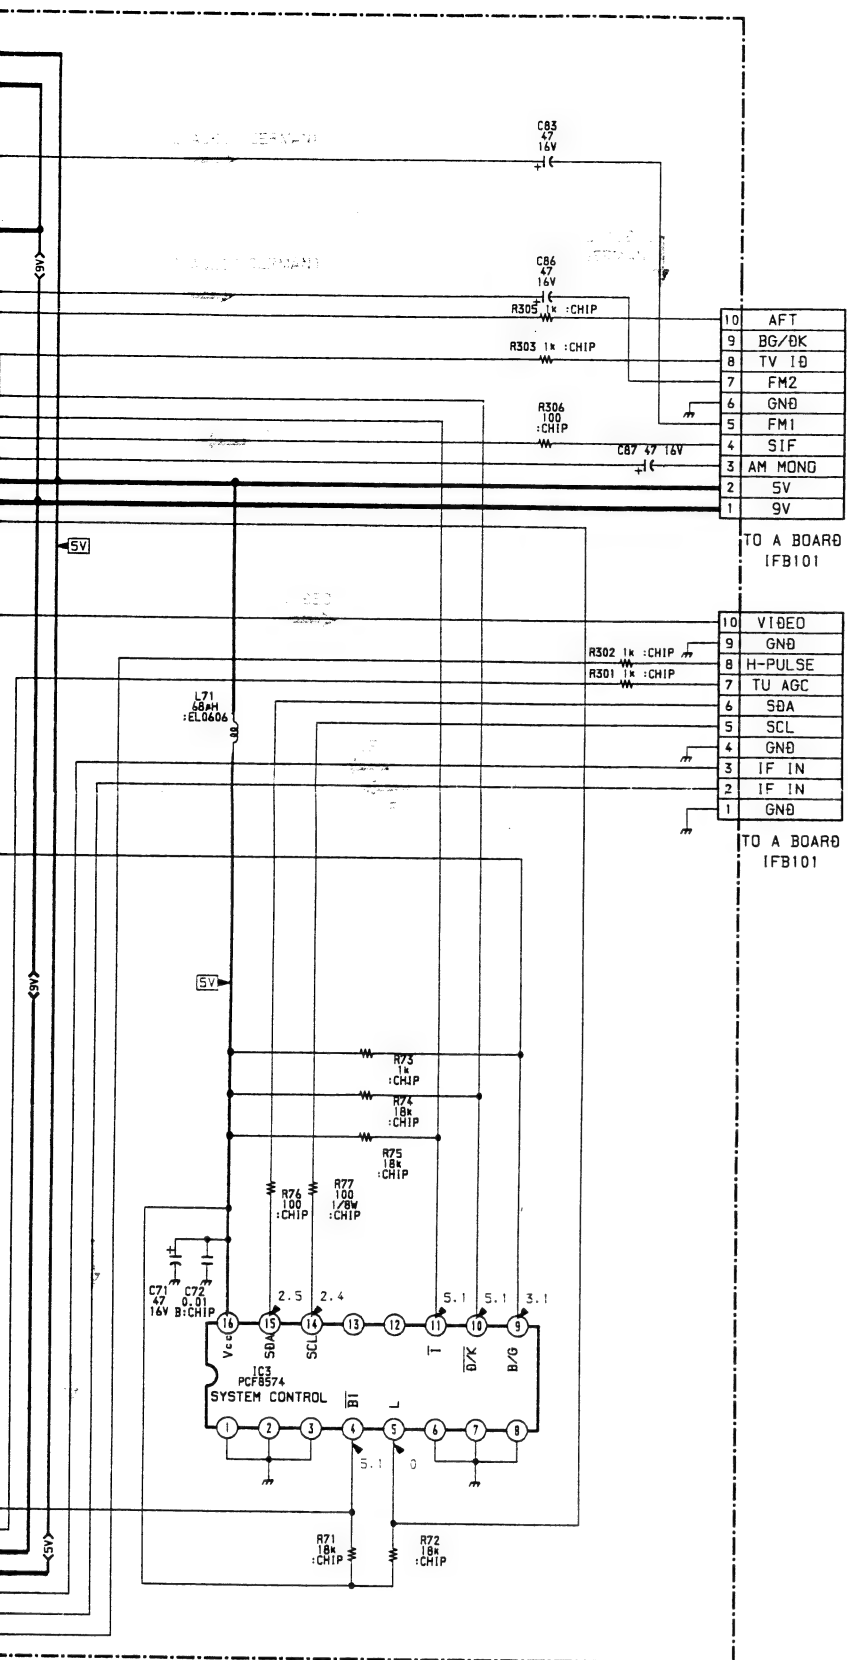 C83
47
16V
+
<9V>
C86
47
16V
+
R305 1k :CHIP
R303 1k :CHIP
R306
100
:CHIP
C87 47 16V
+
10 AFT
9 BG/DK
8 TV ID
7 FM2
6 GND
5 FM1
4 SIF
3 AM MONO
2 5V
1 9V
TO A BOARD
IFB101
5V
R302 1k :CHIP
R301 1k :CHIP
10 VIDEO
9 GND
8 H-PULSE
7 TU AGC
6 SDA
5 SCL
4 GND
3 IF IN
2 IF IN
1 GND
TO A BOARD
IFB101
L71
68µH
:EL0606
<9V>
5V
R73
1k
:CHIP
R74
18k
:CHIP
R75
18k
:CHIP
R76
100
:CHIP
R77
100
1/8W
:CHIP
+
C71
47
16V
C72
0.01
B:CHIP
2.5 2.4 5.1 5.1 3.1
16 15 14 13 12 11 10 9
Vcc SDA SCL I D/K B/G
IC3
PCF8574
SYSTEM CONTROL
BI L
1 2 3 4 5 6 7 8
5.1 0
R71
18k
:CHIP
R72
18k
:CHIP
<5V>